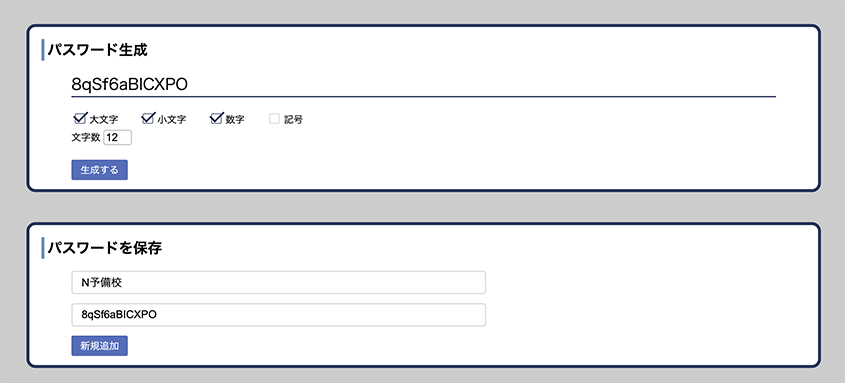 パスワード生成
8qSf6aBICXPO
大文字 小文字 数字 記号
文字数 12
生成する
パスワードを保存
N予備校
8qSf6aBICXPO
新規追加